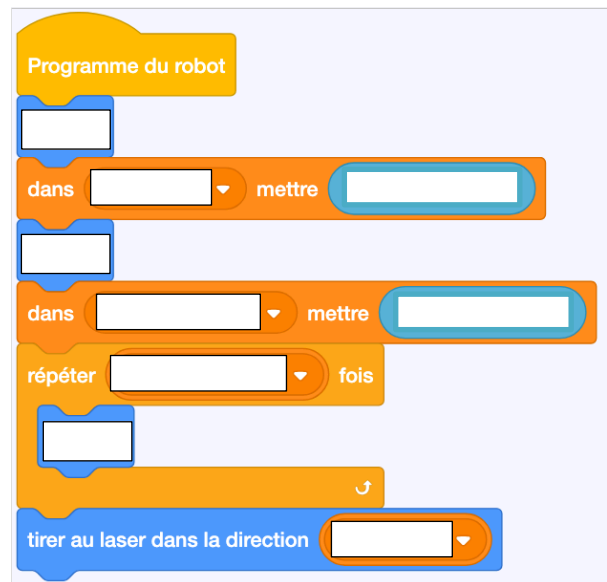 Programme du robot
dans mettre
dans mettre
répéter fois
tirer au laser dans la direction